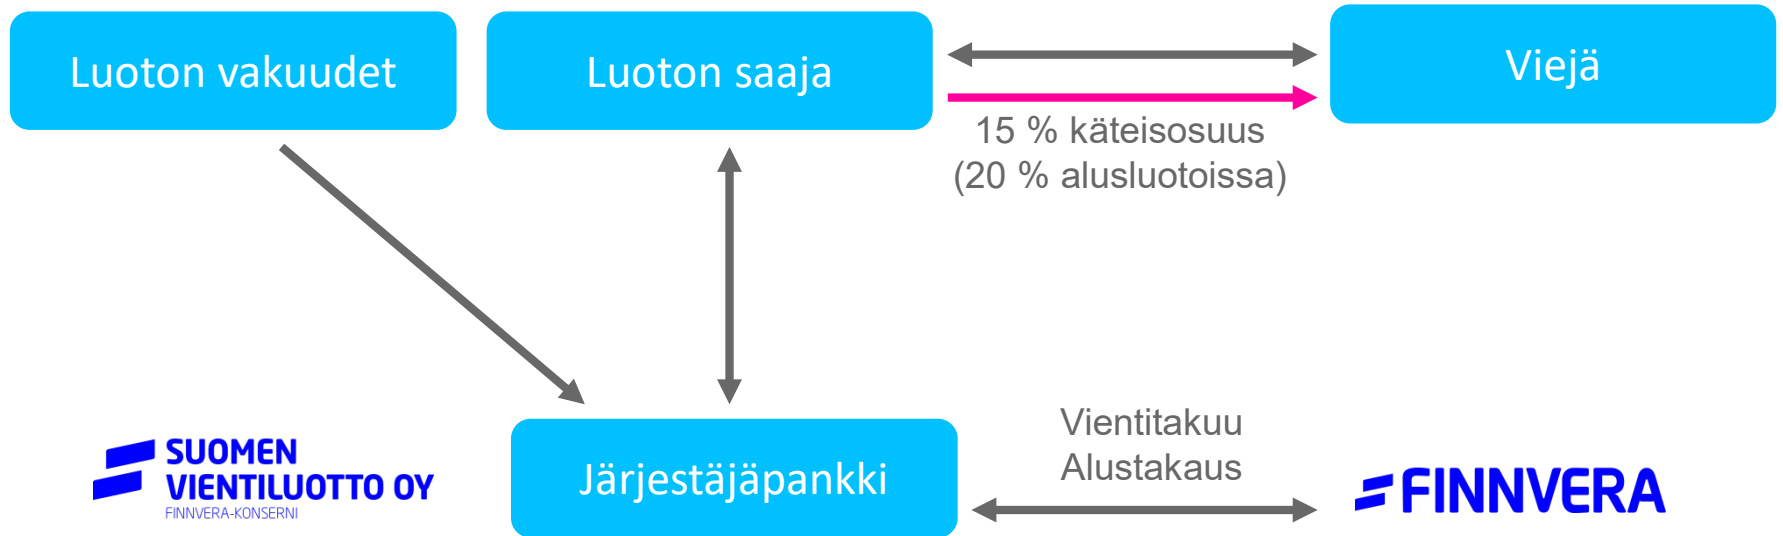 Luoton vakuudet
Luoton saaja
Viejä
15 % käteisosuus
(20 % alusluotoissa)
Vientitakuu
Alustakaus
SUOMEN
VIENTILUOTTO OY
FINNVERA-KONSERNI
Järjestäjäpankki
FINNVERA